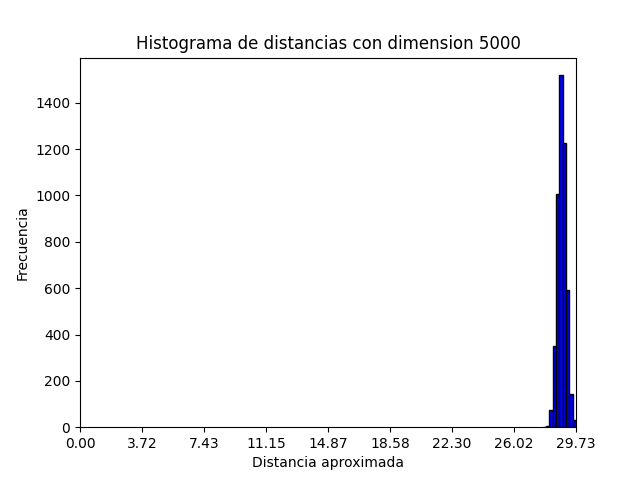 Histograma de distancias con dimension 5000
Frecuencia
1400
1200
1000
800
600
400
200
0
0.00 3.72 7.43 11.15 14.87 18.58 22.30 26.02 29.73
Distancia aproximada